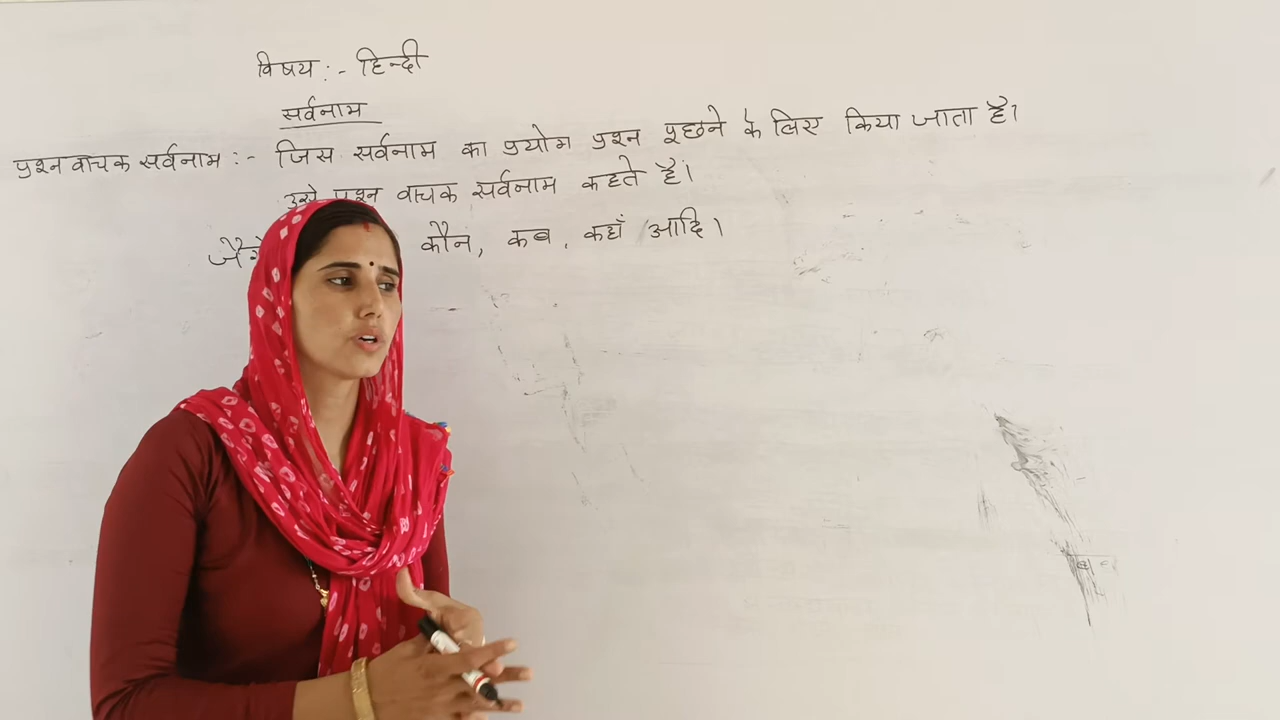 विषय :- हिन्दी
सर्वनाम
प्रश्न वाचक सर्वनाम :- जिस सर्वनाम का प्रयोग प्रश्न पूछने के लिए किया जाता है।
उसे प्रश्न वाचक सर्वनाम कहते है।
कौन, कब, कहाँ आदि।